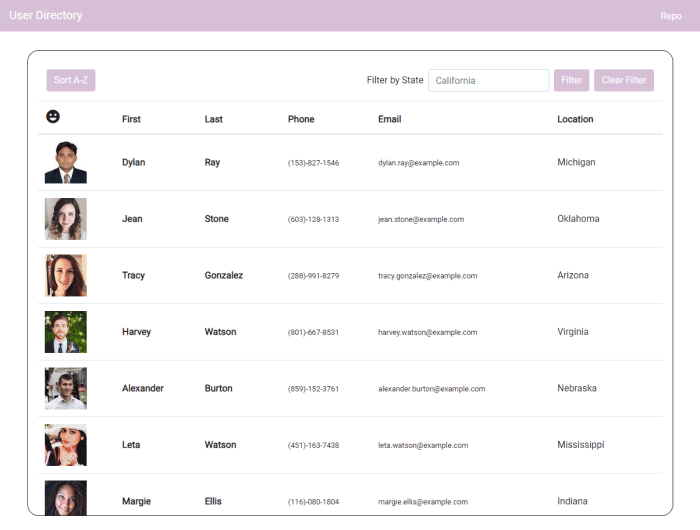 User Directory Repo
Sort A-Z Filter by State California Filter Clear Filter
First Last Phone Email Location
Dylan Ray (153)-827-1546 dylan.ray@example.com Michigan
Jean Stone (603)-128-1313 jean.stone@example.com Oklahoma
Tracy Gonzalez (288)-991-8279 tracy.gonzalez@example.com Arizona
Harvey Watson (801)-667-8531 harvey.watson@example.com Virginia
Alexander Burton (859)-152-3761 alexander.burton@example.com Nebraska
Leta Watson (451)-163-7438 leta.watson@example.com Mississippi
Margie Ellis (116)-080-1804 margie.ellis@example.com Indiana